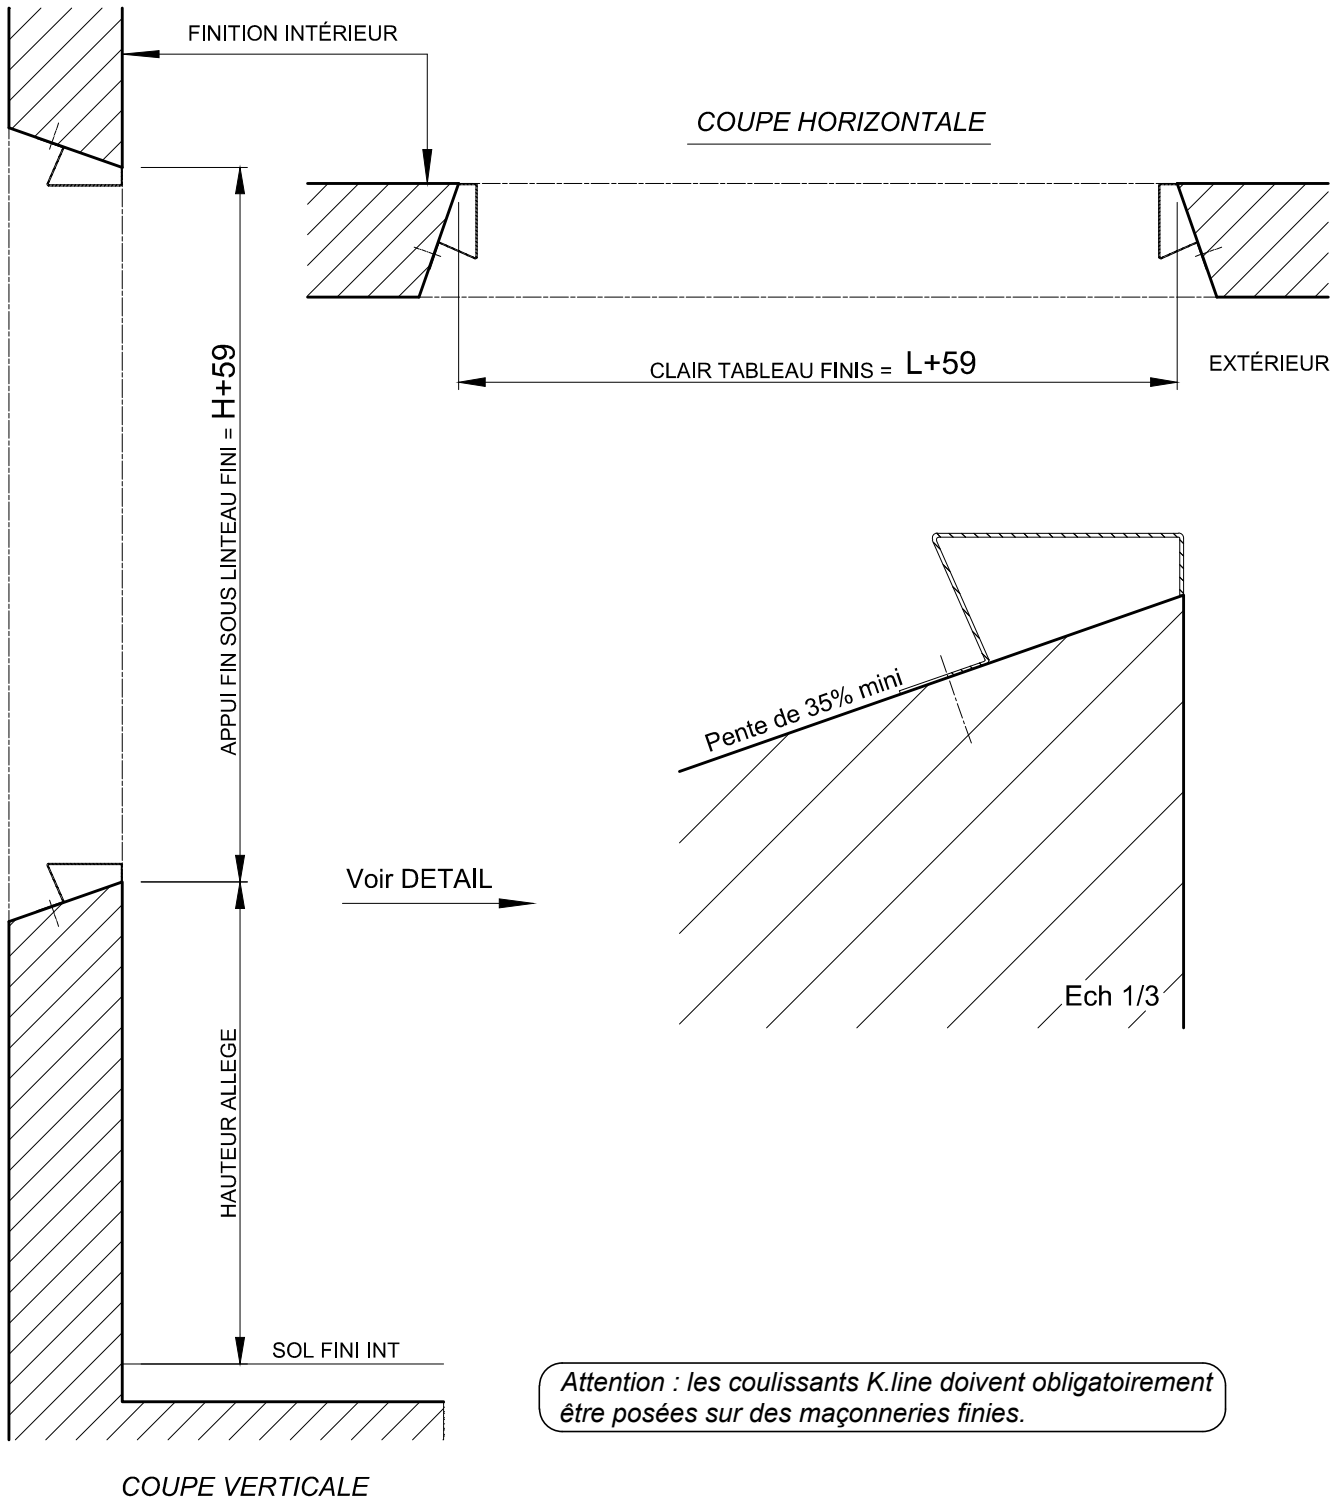 FINITION INTÉRIEUR
COUPE HORIZONTALE
CLAIR TABLEAU FINIS = L+59
EXTÉRIEUR
APPUI FIN SOUS LINTEAU FINI = H+59
Pente de 35% mini
Voir DETAIL
Ech 1/3
HAUTEUR ALLEGE
SOL FINI INT
Attention : les coulissants K.line doivent obligatoirement
être posées sur des maçonneries finies.
COUPE VERTICALE